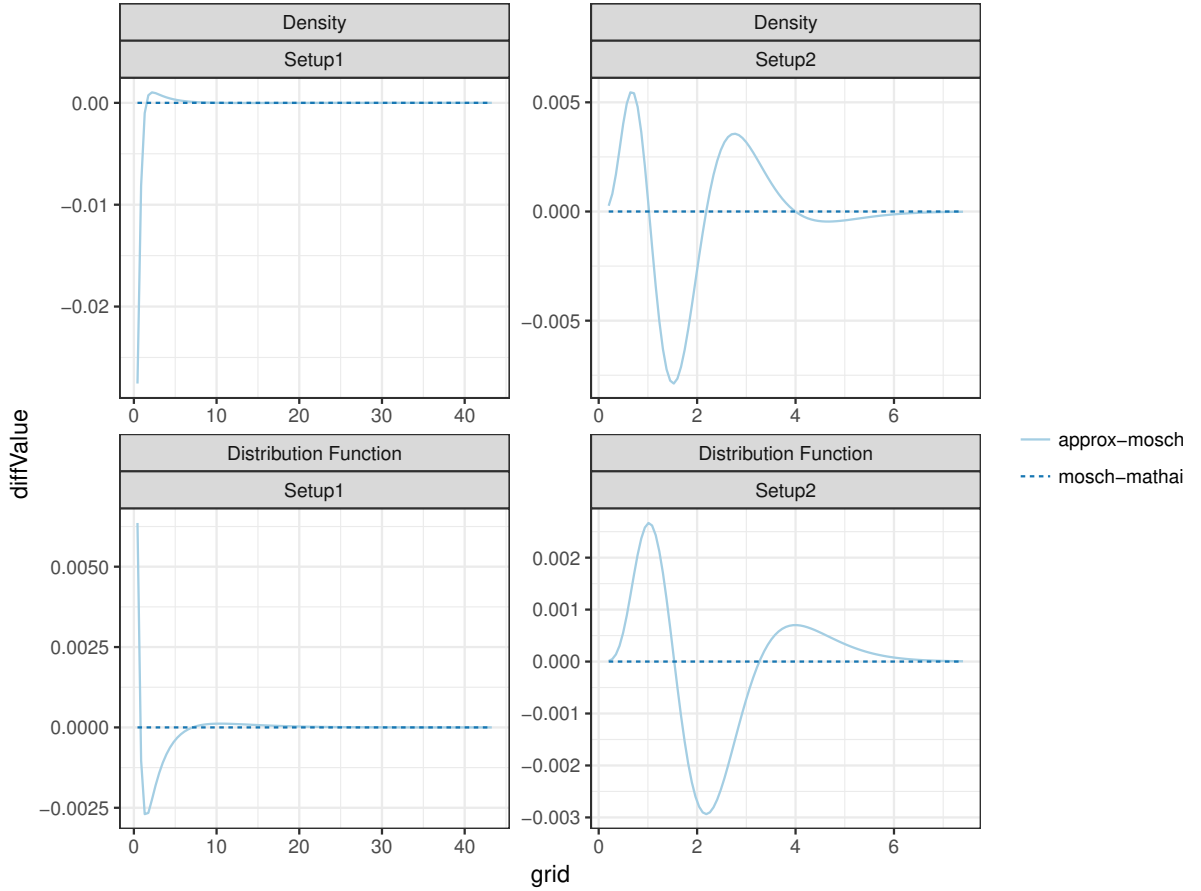 Density
Setup1
0.00
−0.01
−0.02
0 10 20 30 40
Density
Setup2
0.005
0.000
−0.005
0 2 4 6
Distribution Function
Setup1
0.0050
0.0025
0.0000
−0.0025
0 10 20 30 40
Distribution Function
Setup2
0.002
0.001
0.000
−0.001
−0.002
−0.003
0 2 4 6
diffValue
grid
approx−mosch
mosch−mathai